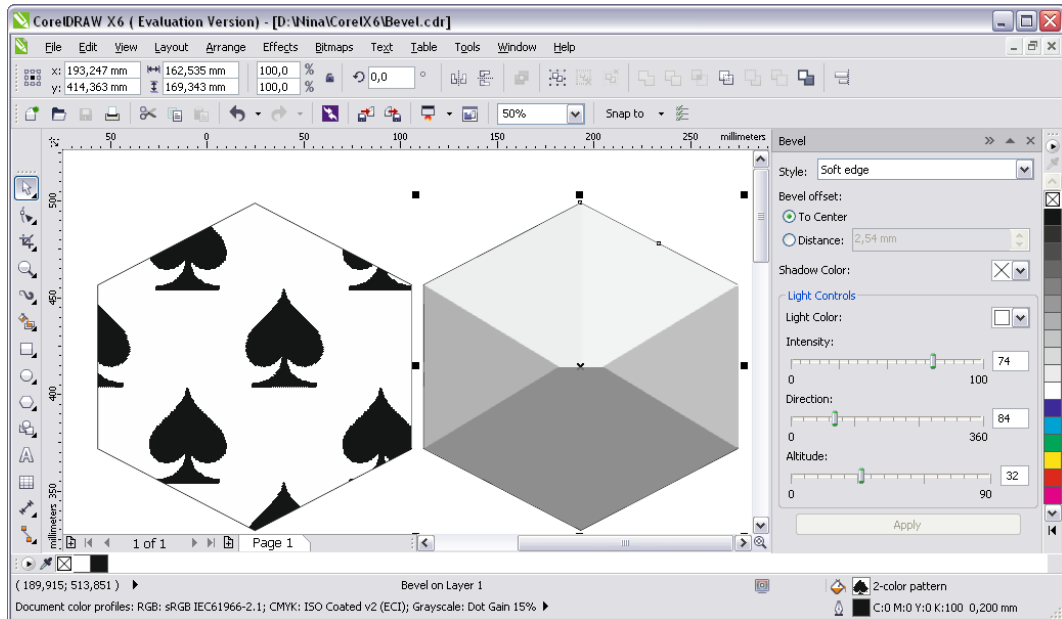 CorelDRAW X6 ( Evaluation Version) - [D:\Nina\CorelX6\Bevel.cdr]
File Edit View Layout Arrange Effects Bitmaps Text Table Tools Window Help
x: 193,247 mm 162,535 mm 100,0 % 0,0 °
y: 414,363 mm 169,343 mm 100,0 %
50% Snap to
50 0 50 100 150 200 250 millimeters
500
450
400
350
millimeters
Bevel
Style: Soft edge
Bevel offset:
To Center
Distance: 2,54 mm
Shadow Color:
Light Controls
Light Color:
Intensity:
74
0 100
Direction:
84
0 360
Altitude:
32
0 90
Apply
1 of 1 Page 1
( 189,915; 513,851 ) Bevel on Layer 1 2-color pattern
Document color profiles: RGB: sRGB IEC61966-2.1; CMYK: ISO Coated v2 (ECI); Grayscale: Dot Gain 15% C:0 M:0 Y:0 K:100 0,200 mm